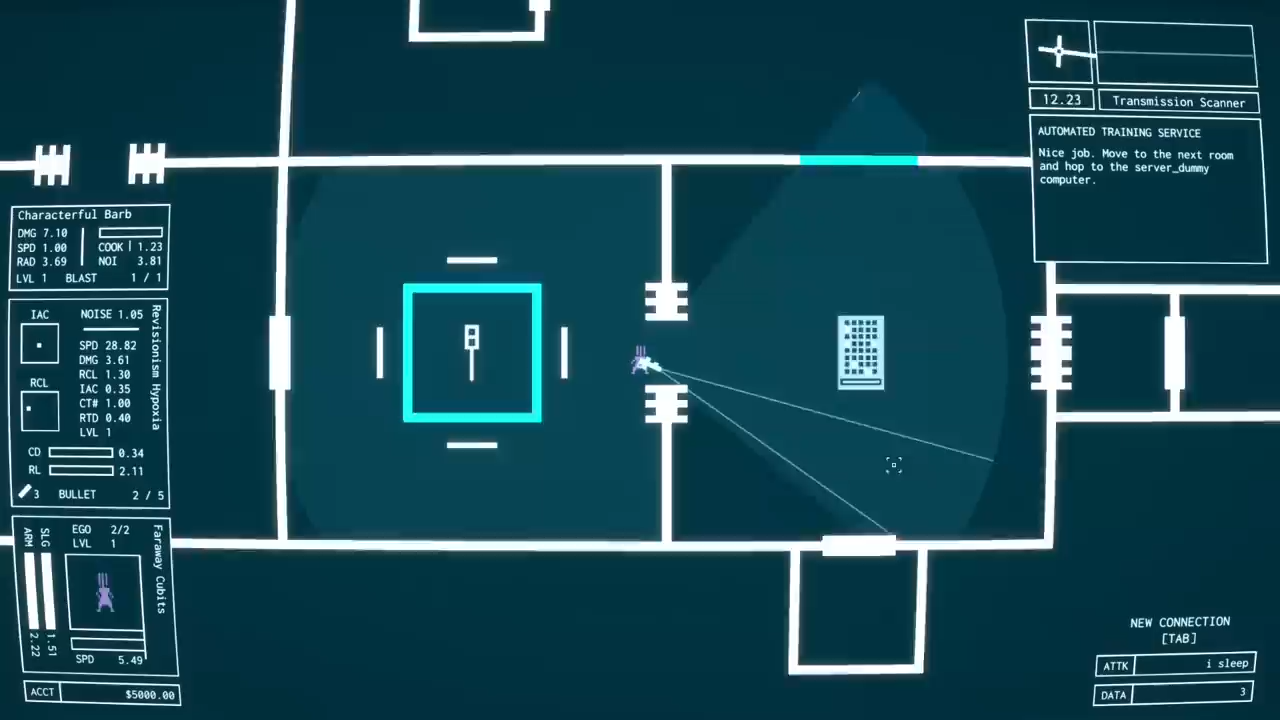 12.23
Transmission Scanner
AUTOMATED TRAINING SERVICE
Nice job. Move to the next room
and hop to the server_dummy
computer.
Characterful Barb
DMG 7.10
SPD 1.00
RAD 3.69
COOK 1.23
NOI 3.81
LVL 1 BLAST 1 / 1
IAC
RCL
NOISE 1.05
SPD 28.82
DMG 3.61
RCL 1.30
IAC 0.35
CT# 1.00
RTD 0.40
LVL 1
Revisionism Hypoxia
CD 0.34
RL 2.11
3 BULLET 2 / 5
ARM SLG
2.22 1.51
EGO 2/2
LVL 1
Faraway Cubits
SPD 5.49
ACCT $5000.00
NEW CONNECTION
[TAB]
ATTK i sleep
DATA 3